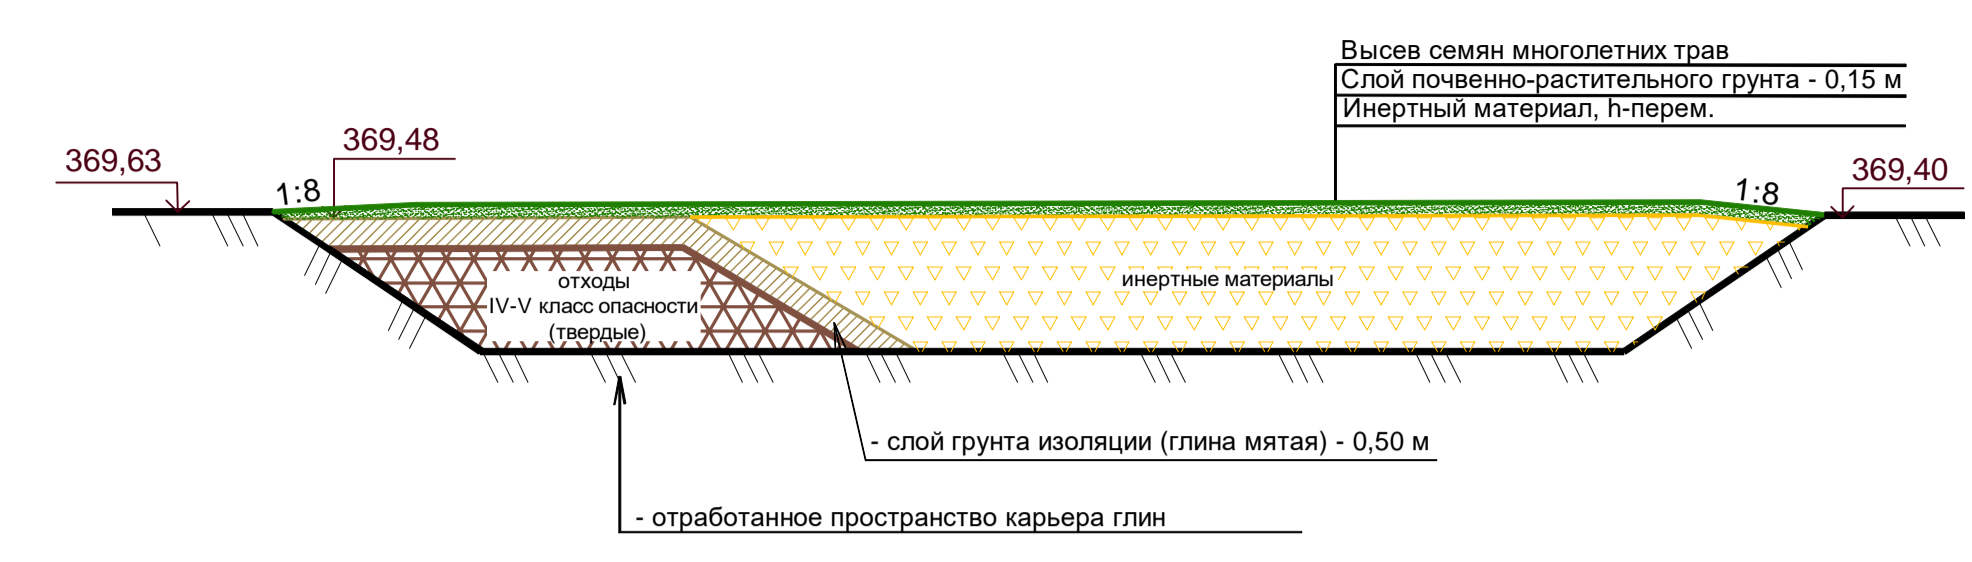 Высев семян многолетних трав
Слой почвенно-растительного грунта - 0,15 м
Инертный материал, h-перем.
369,63
1:8
369,48
1:8
369,40
отходы
IV-V класс опасности
(твердые)
инертные материалы
- слой грунта изоляции (глина мятая) - 0,50 м
- отработанное пространство карьера глин